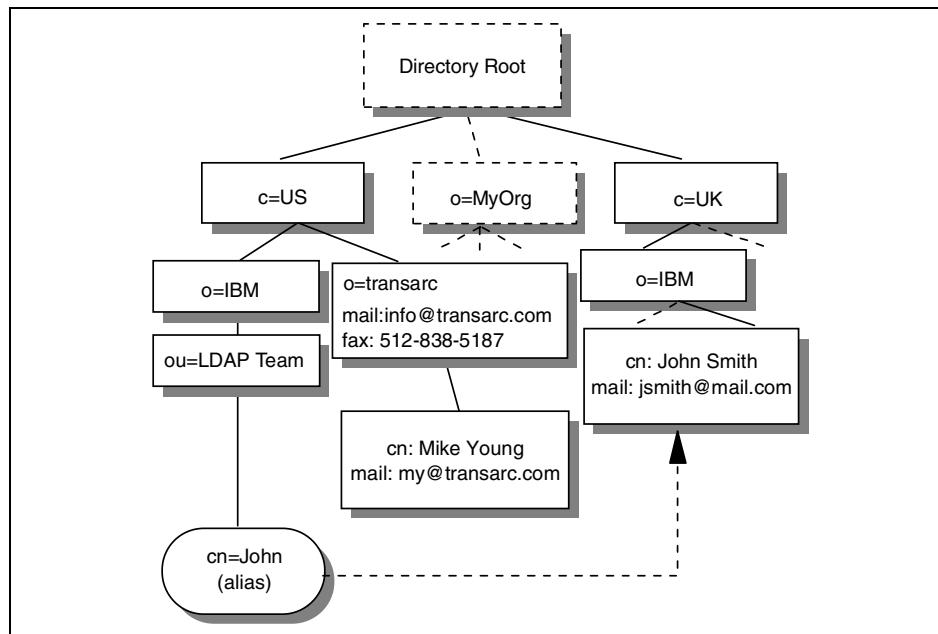 Directory Root
c=US
o=MyOrg
c=UK
o=IBM
o=transarc
mail:info@transarc.com
fax: 512-838-5187
o=IBM
ou=LDAP Team
cn: John Smith
mail: jsmith@mail.com
cn: Mike Young
mail: my@transarc.com
cn=John
(alias)